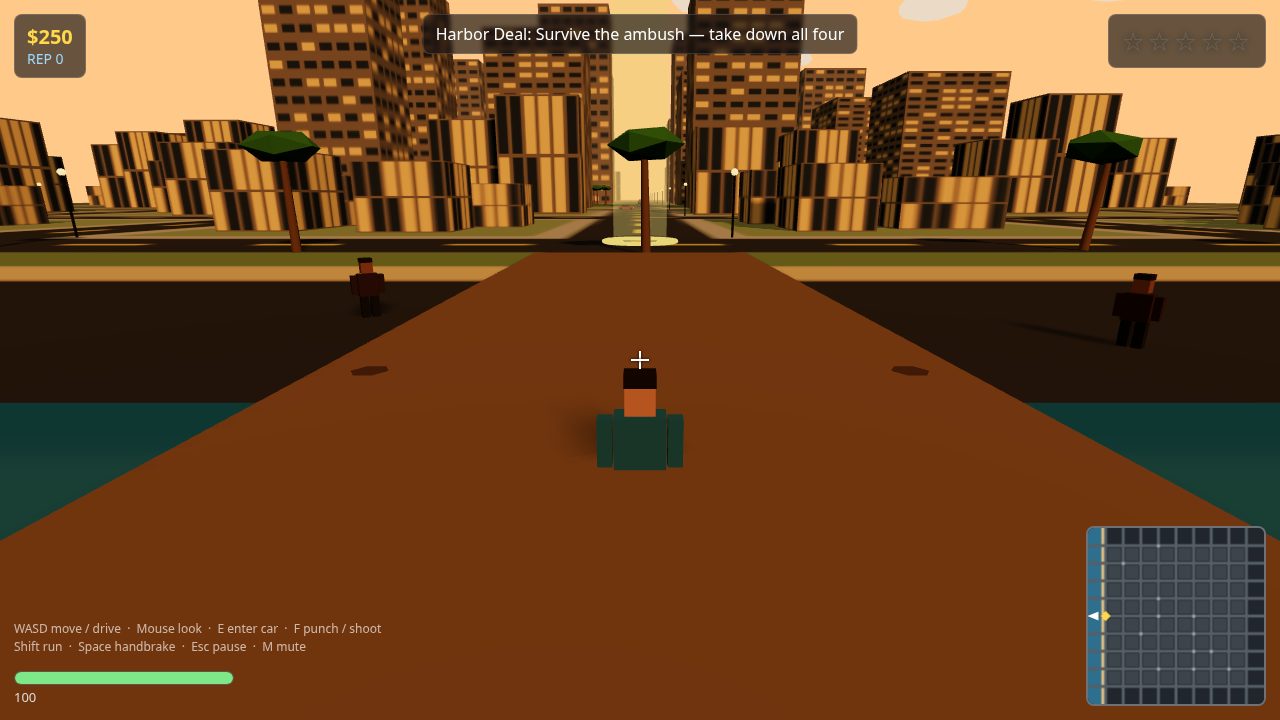 $250
REP 0
Harbor Deal: Survive the ambush — take down all four
☆☆☆☆☆
WASD move / drive · Mouse look · E enter car · F punch / shoot
Shift run · Space handbrake · Esc pause · M mute
100